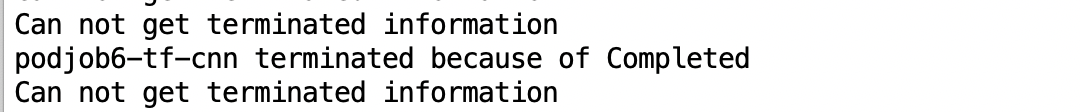 Can not get terminated information
podjob6-tf-cnn terminated because of Completed
Can not get terminated information